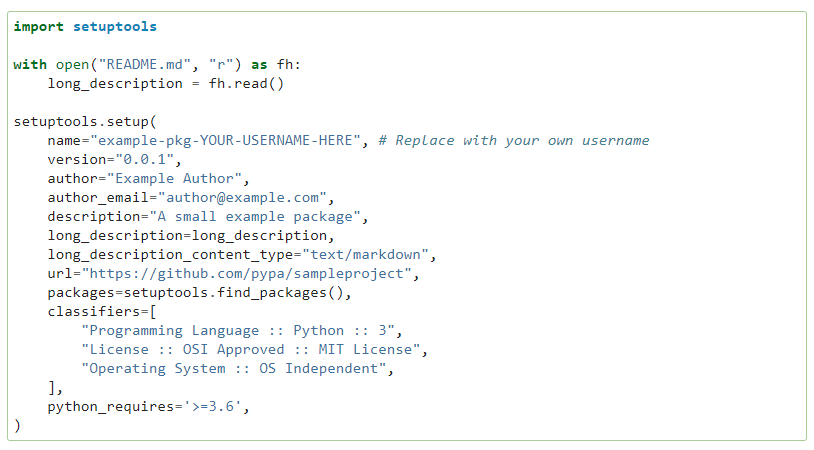 import setuptools

with open("README.md", "r") as fh:
    long_description = fh.read()

setuptools.setup(
    name="example-pkg-YOUR-USERNAME-HERE", # Replace with your own username
    version="0.0.1",
    author="Example Author",
    author_email="author@example.com",
    description="A small example package",
    long_description=long_description,
    long_description_content_type="text/markdown",
    url="https://github.com/pypa/sampleproject",
    packages=setuptools.find_packages(),
    classifiers=[
        "Programming Language :: Python :: 3",
        "License :: OSI Approved :: MIT License",
        "Operating System :: OS Independent",
    ],
    python_requires='>=3.6',
)